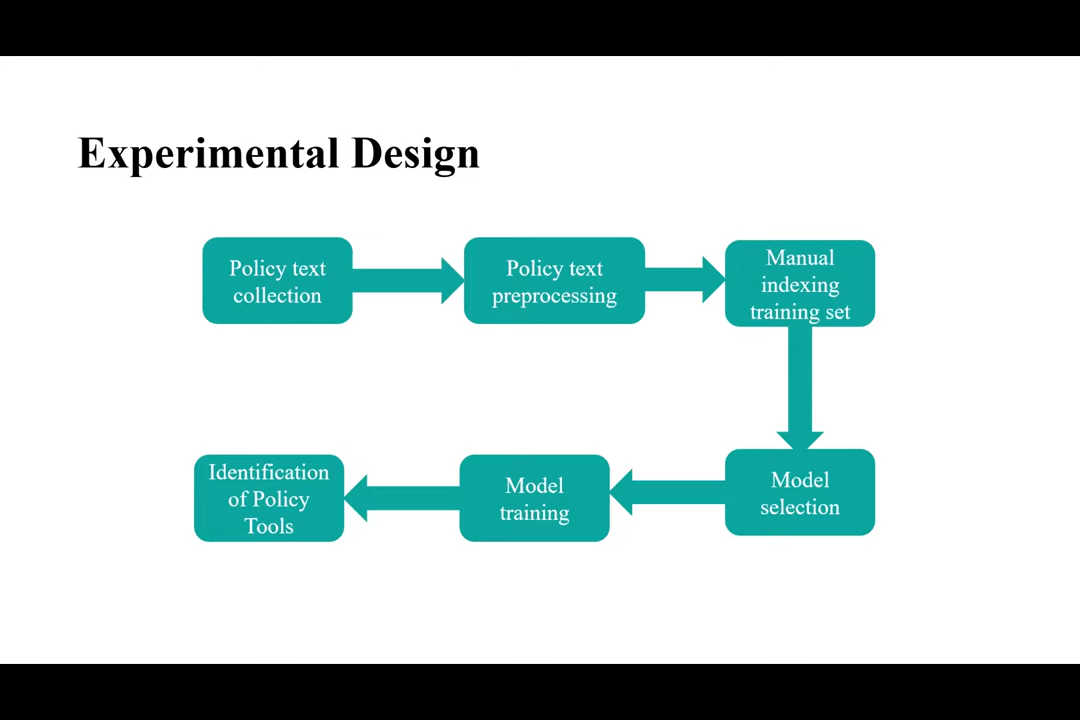 Experimental Design
Policy text
collection
Policy text
preprocessing
Manual
indexing
training set
Model
selection
Model
training
Identification
of Policy
Tools